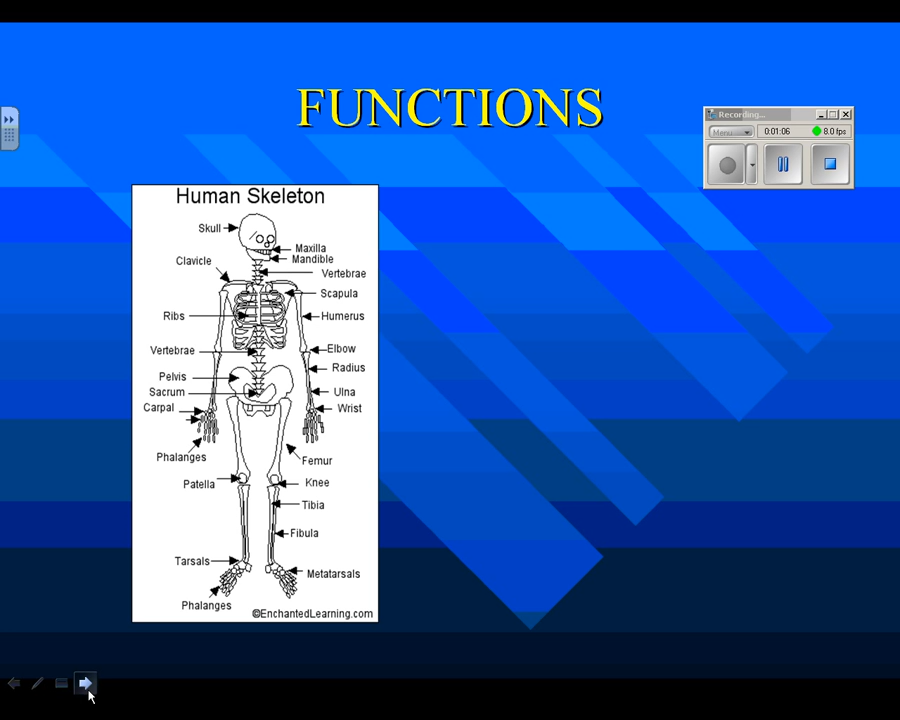 FUNCTIONS
Recording...
Menu
0:01:06
8.0 fps
Human Skeleton
Skull
Maxilla
Mandible
Clavicle
Vertebrae
Scapula
Ribs
Humerus
Vertebrae
Elbow
Radius
Pelvis
Sacrum
Ulna
Carpal
Wrist
Phalanges
Femur
Patella
Knee
Tibia
Fibula
Tarsals
Metatarsals
Phalanges
©EnchantedLearning.com